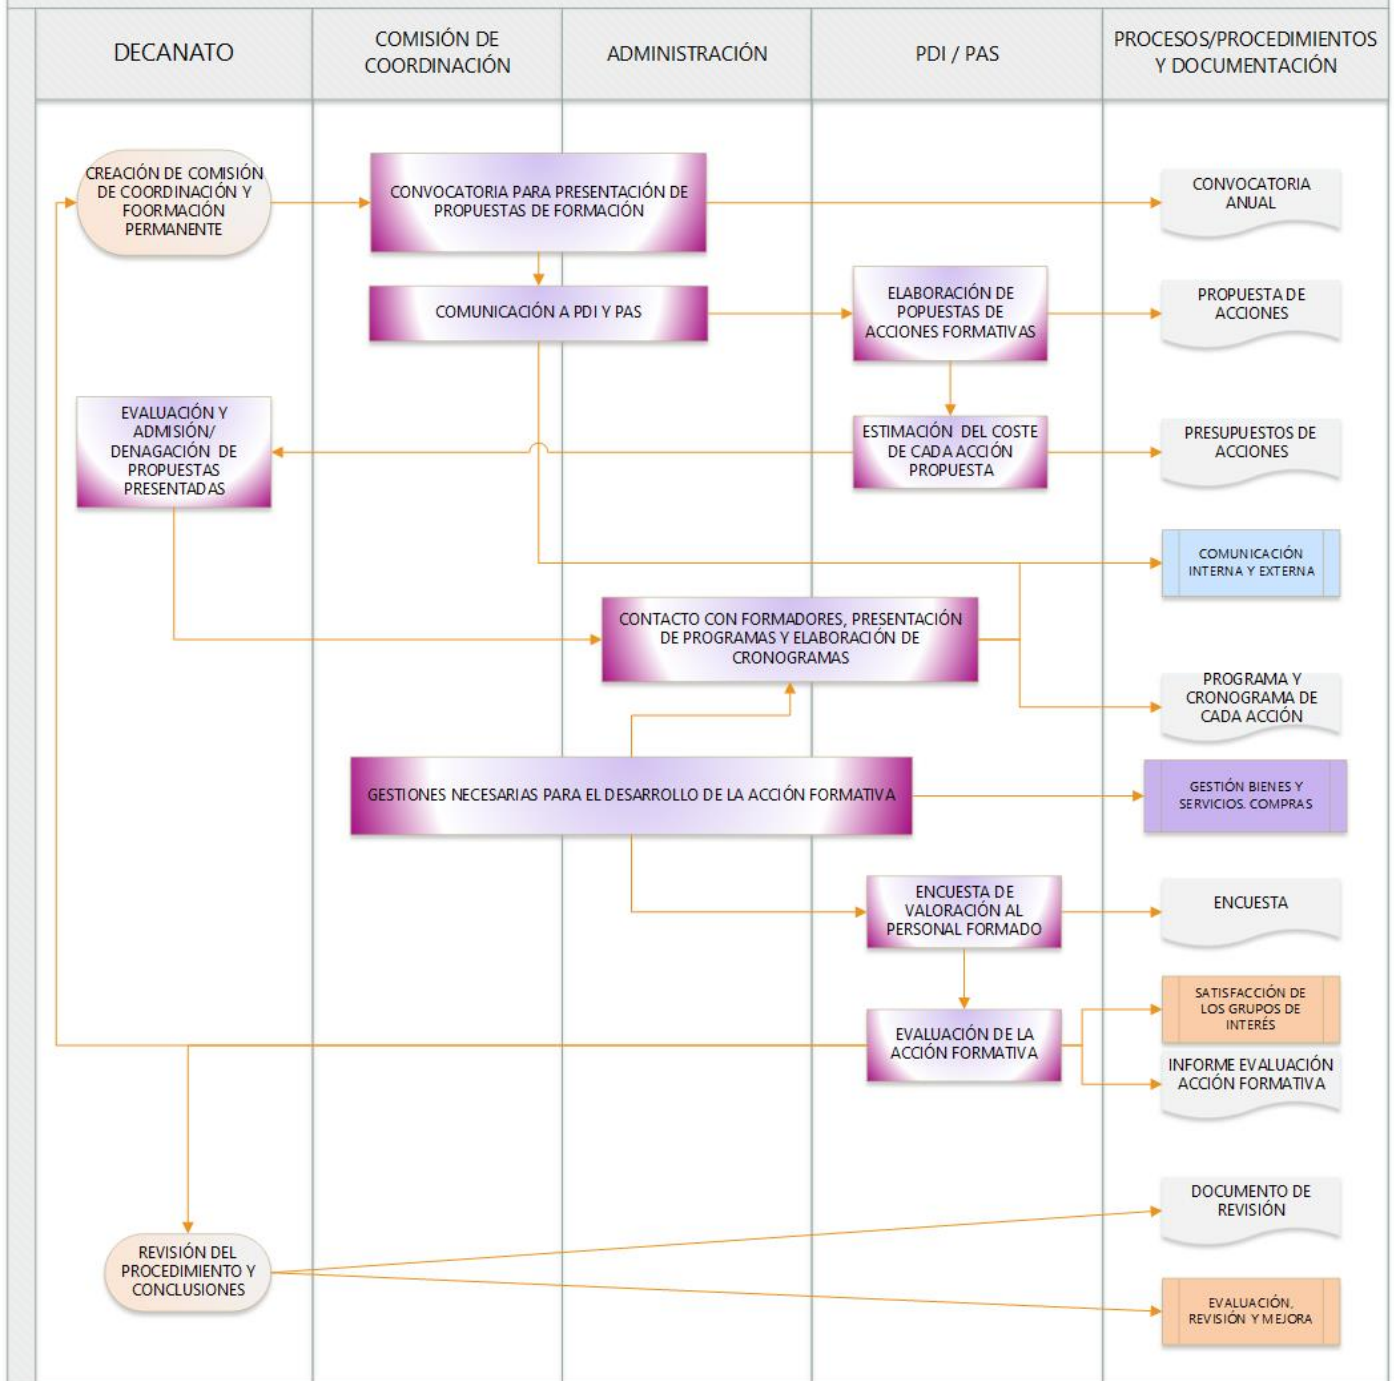 DECANATO
COMISIÓN DE
COORDINACIÓN
ADMINISTRACIÓN
PDI / PAS
PROCESOS/PROCEDIMIENTOS
Y DOCUMENTACIÓN
CREACIÓN DE COMISIÓN
DE COORDINACIÓN Y
FOORMACIÓN
PERMANENTE
CONVOCATORIA PARA PRESENTACIÓN DE
PROPUESTAS DE FORMACIÓN
CONVOCATORIA
ANUAL
COMUNICACIÓN A PDI Y PAS
ELABORACIÓN DE
POPUESTAS DE
ACCIONES FORMATIVAS
PROPUESTA DE
ACCIONES
EVALUACIÓN Y
ADMISIÓN/
DENAGACIÓN DE
PROPUESTAS
PRESENTADAS
ESTIMACIÓN DEL COSTE
DE CADA ACCIÓN
PROPUESTA
PRESUPUESTOS DE
ACCIONES
COMUNICACIÓN
INTERNA Y EXTERNA
CONTACTO CON FORMADORES, PRESENTACIÓN
DE PROGRAMAS Y ELABORACIÓN DE
CRONOGRAMAS
PROGRAMA Y
CRONOGRAMA DE
CADA ACCIÓN
GESTIONES NECESARIAS PARA EL DESARROLLO DE LA ACCIÓN FORMATIVA
GESTIÓN BIENES Y
SERVICIOS. COMPRAS
ENCUESTA DE
VALORACIÓN AL
PERSONAL FORMADO
ENCUESTA
SATISFACCIÓN DE
LOS GRUPOS DE
INTERÉS
EVALUACIÓN DE LA
ACCIÓN FORMATIVA
INFORME EVALUACIÓN
ACCIÓN FORMATIVA
DOCUMENTO DE
REVISIÓN
REVISIÓN DEL
PROCEDIMIENTO Y
CONCLUSIONES
EVALUACIÓN,
REVISIÓN Y MEJORA